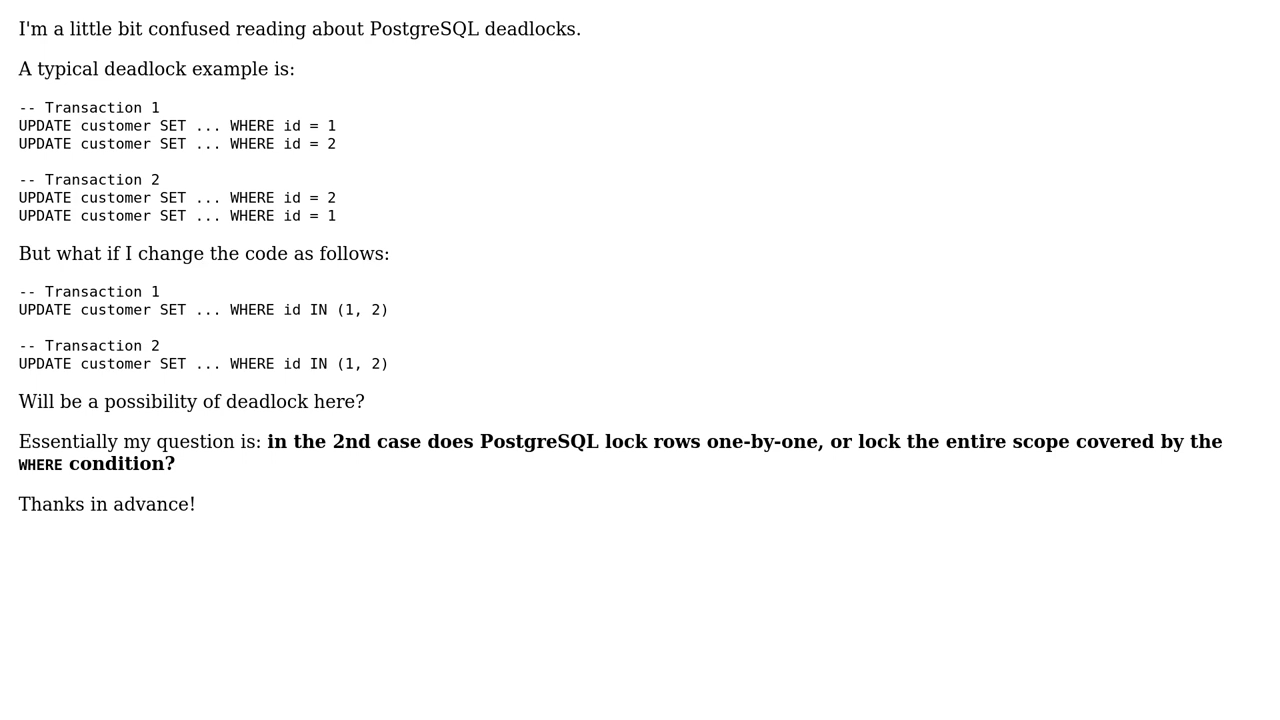 I'm a little bit confused reading about PostgreSQL deadlocks.
A typical deadlock example is:
-- Transaction 1
UPDATE customer SET ... WHERE id = 1
UPDATE customer SET ... WHERE id = 2
-- Transaction 2
UPDATE customer SET ... WHERE id = 2
UPDATE customer SET ... WHERE id = 1
But what if I change the code as follows:
-- Transaction 1
UPDATE customer SET ... WHERE id IN (1, 2)
-- Transaction 2
UPDATE customer SET ... WHERE id IN (1, 2)
Will be a possibility of deadlock here?
Essentially my question is: in the 2nd case does PostgreSQL lock rows one-by-one, or lock the entire scope covered by the
WHERE condition?
Thanks in advance!